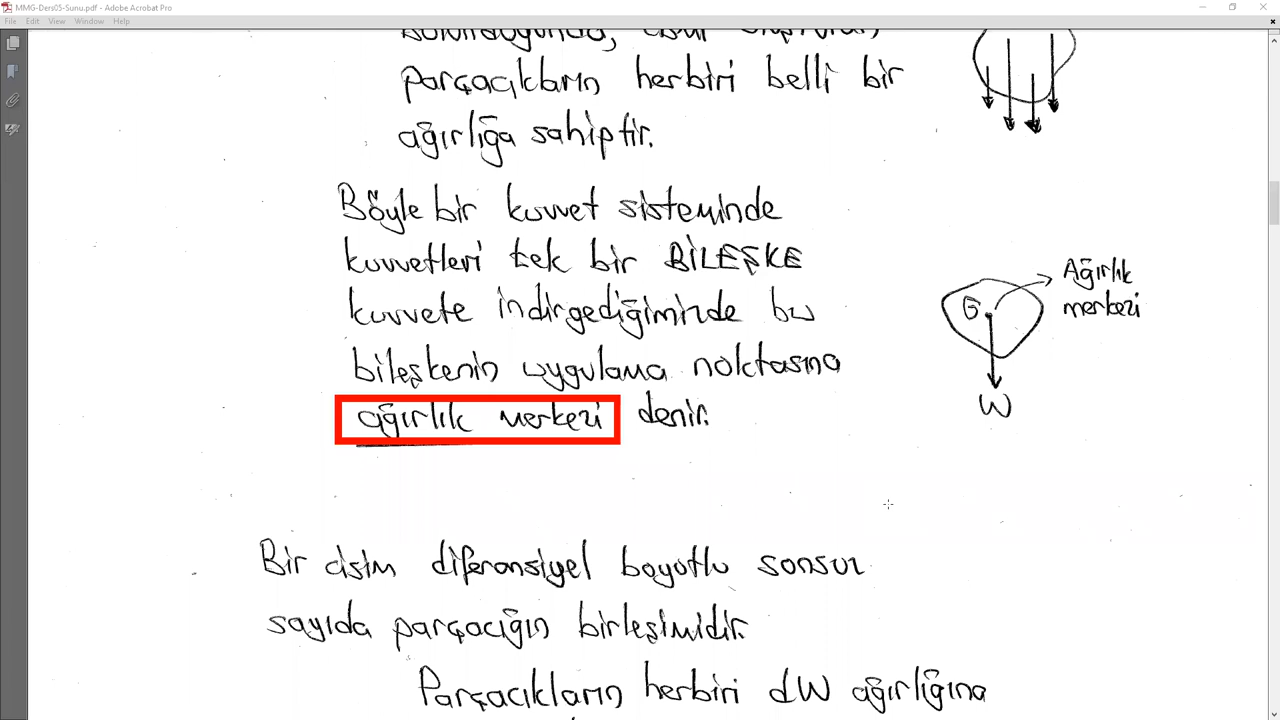 MMG-Ders05-Sunu.pdf - Adobe Acrobat Pro
File Edit View Window Help
parçacıkların herbiri belli bir
ağırlığa sahiptir.
Böyle bir kuvvet sisteminde
kuvvetleri tek bir BİLEŞKE
kuvvete indirgediğimizde bu
bileşkenin uygulama noktasına
ağırlık merkezi denir.
Ağırlık
merkezi
G
W
Bir cisim diferansiyel boyutlu sonsuz
sayıda parçacığın birleşimidir.
Parçacıkların herbiri dW ağırlığına